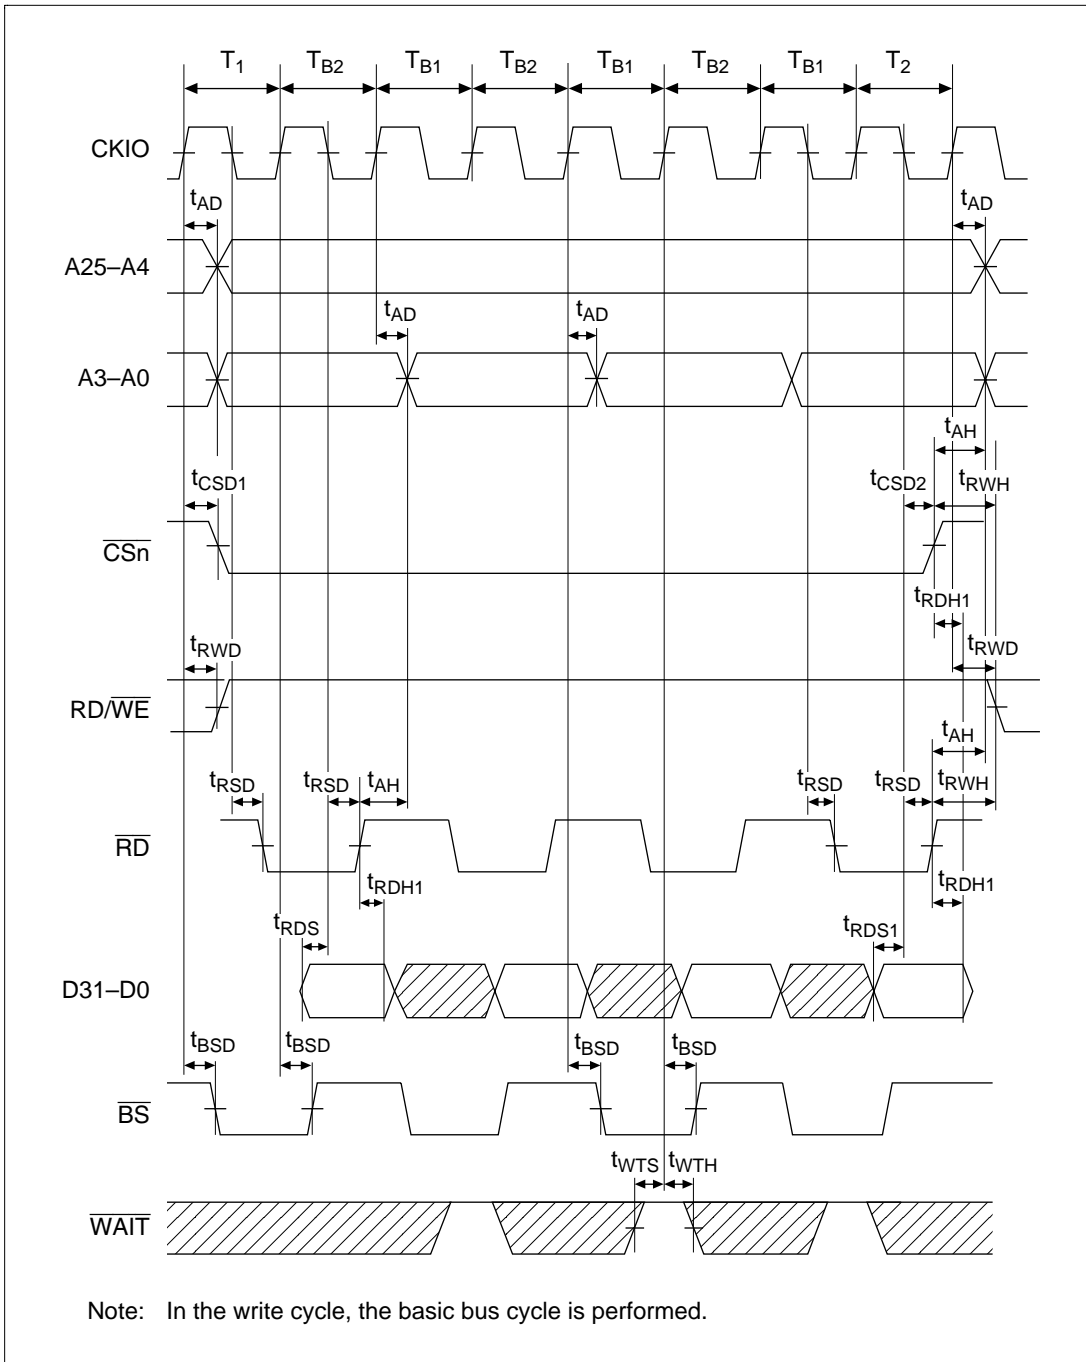 T1 TB2 TB1 TB2 TB1 TB2 TB1 T2
CKIO
tAD tAD
A25–A4
tAD tAD
A3–A0
tAH
tCSD1 tCSD2 tRWH
CSn
tRDH1
tRWD tRWD
RD/WE
tAH
tRSD tRSD tAH tRSD tRSD tRWH
RD
tRDH1 tRDH1
tRDS tRDS1
D31–D0
tBSD tBSD tBSD tBSD
BS
tWTS tWTH
WAIT
Note: In the write cycle, the basic bus cycle is performed.